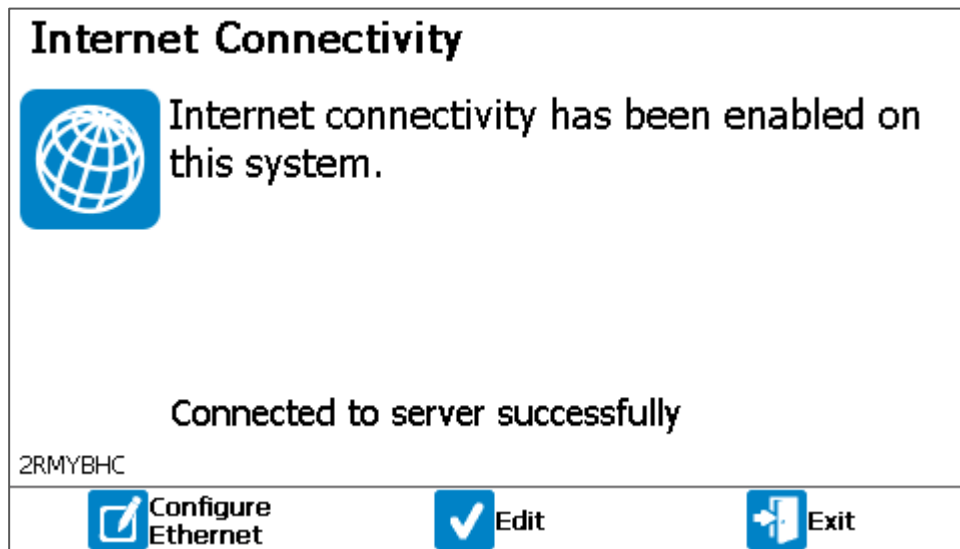 Internet Connectivity
Internet connectivity has been enabled on
this system.
Connected to server successfully
2RMYBHC
Configure
Ethernet
Edit
Exit